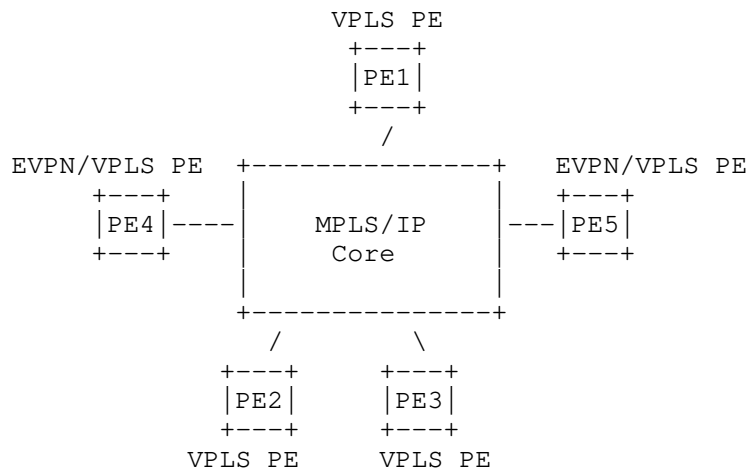 VPLS PE
PE1
EVPN/VPLS PE EVPN/VPLS PE
PE4 MPLS/IP PE5
Core
PE2 PE3
VPLS PE VPLS PE